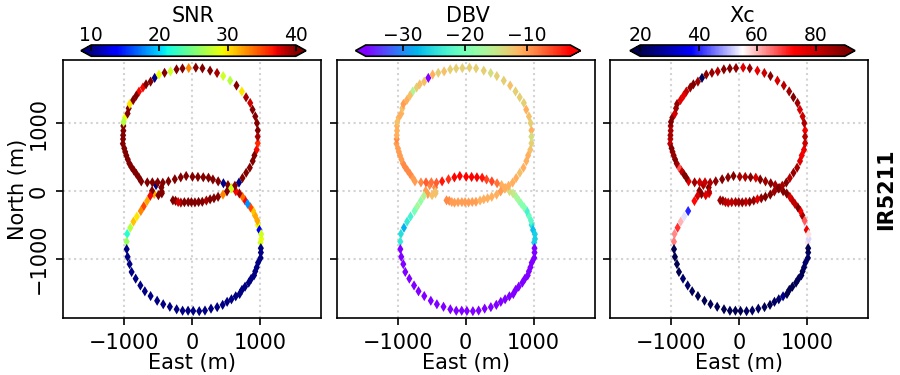 SNR DBV Xc
10 20 30 40 −30 −20 −10 20 40 60 80
North (m)
1000
0
−1000
IR5211
−1000 0 1000 −1000 0 1000 −1000 0 1000
East (m) East (m) East (m)